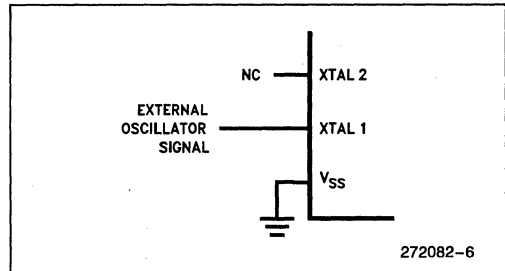 NC
XTAL 2
EXTERNAL
OSCILLATOR
SIGNAL
XTAL 1
VSS
272082-6